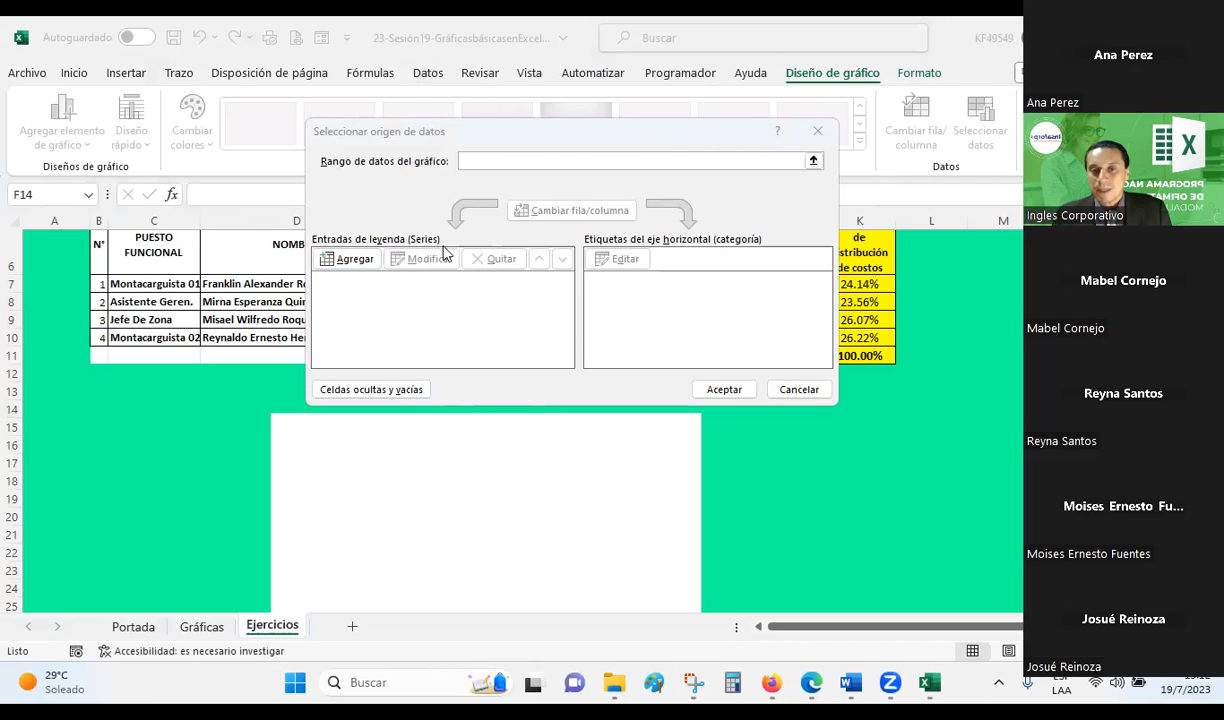 Autoguardado
23-Sesión19-GráficasbásicasenExcel...
Buscar
KF49549
Archivo
Inicio
Insertar
Trazo
Disposición de página
Fórmulas
Datos
Revisar
Vista
Automatizar
Programador
Ayuda
Diseño de gráfico
Formato
Agregar elemento de gráfico
Diseño rápido
Cambiar colores
Diseños de gráfico
Cambiar fila/
columna
Seleccionar
datos
Datos
Seleccionar origen de datos
?
Rango de datos del gráfico:
Cambiar fila/columna
Entradas de leyenda (Series)
Agregar
Quitar
Etiquetas del eje horizontal (categoría)
Editar
Celdas ocultas y vacías
Aceptar
Cancelar
F14
fx
A B C D K L M
6 N° PUESTO FUNCIONAL
de
de costos
7 1 Montacarguista 01 Franklin Alexander 24.14%
8 2 Asistente Geren. Mirna Esperanza 23.56%
9 3 Jefe De Zona Misael Wilfredo 26.07%
10 4 Montacarguista 02 Reynaldo Ernesto 26.22%
11 100.00%
12
13
14
15
16
17
18
19
20
21
22
23
24
25
Portada
Gráficas
Ejercicios
Listo
Accesibilidad: es necesario investigar
29°C
Soleado
Buscar
ESP
LAA
19/7/2023
Ana Perez
Ana Perez
Insaforp
Ingles Corporativo
Mabel Cornejo
Mabel Cornejo
Reyna Santos
Reyna Santos
Moises Ernesto Fu...
Moises Ernesto Fuentes
Josué Reinoza
Josué Reinoza